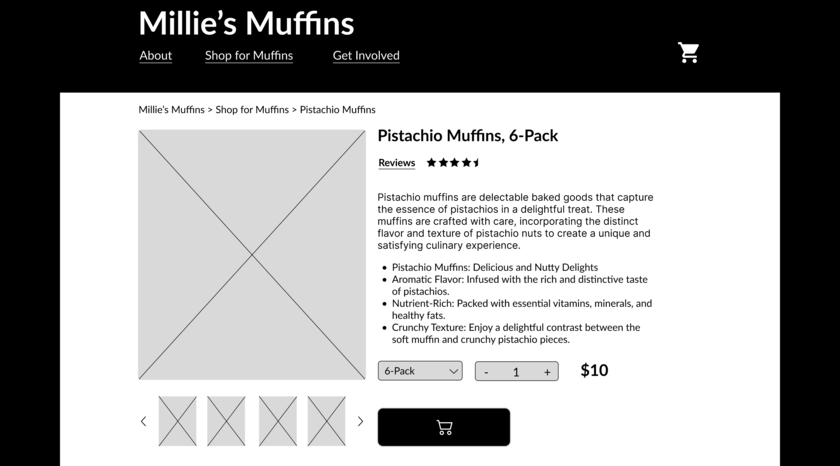 Millie's Muffins
About Shop for Muffins Get Involved
Millie's Muffins > Shop for Muffins > Pistachio Muffins
Pistachio Muffins, 6-Pack
Reviews
Pistachio muffins are delectable baked goods that capture
the essence of pistachios in a delightful treat. These
muffins are crafted with care, incorporating the distinct
flavor and texture of pistachio nuts to create a unique and
satisfying culinary experience.
• Pistachio Muffins: Delicious and Nutty Delights
• Aromatic Flavor: Infused with the rich and distinctive taste
of pistachios.
• Nutrient-Rich: Packed with essential vitamins, minerals, and
healthy fats.
• Crunchy Texture: Enjoy a delightful contrast between the
soft muffin and crunchy pistachio pieces.
6-Pack - 1 + $10